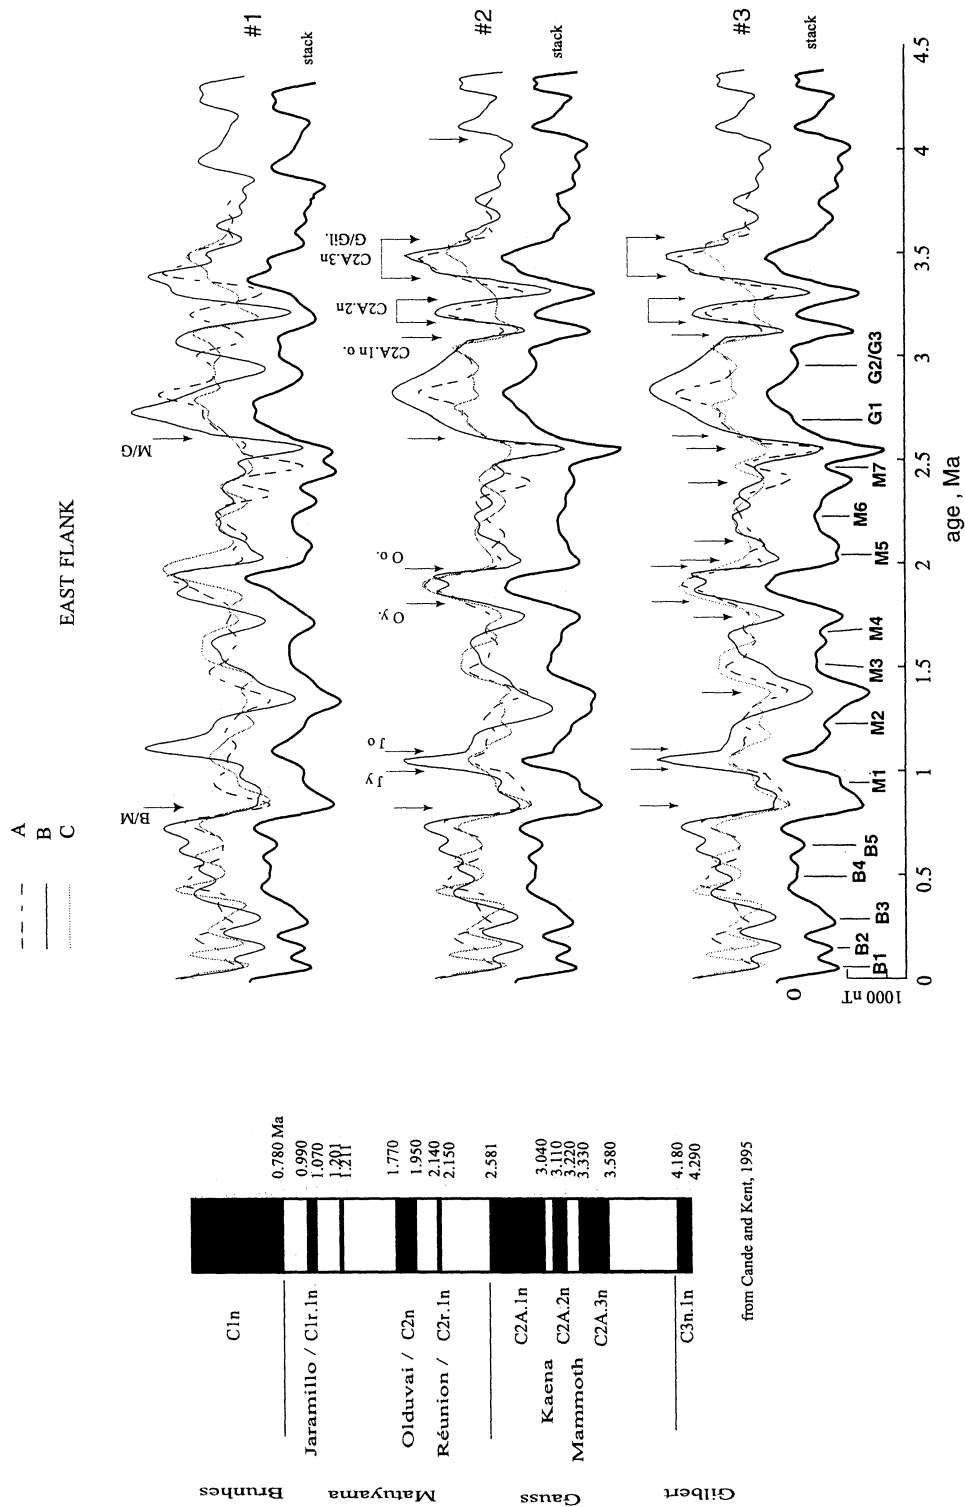 A
B
C
EAST FLANK
#1
stack
B/M
M/G
#2
stack
J y
J o
O y.
O o.
C2A.1n o.
C2A.2n
C2A.3n
G/Gil.
#3
stack
0
1000 nT
B1
B2
B3
B4
B5
M1
M2
M3
M4
M5
M6
M7
G1
G2/G3
0
0.5
1
1.5
2
2.5
3
3.5
4
4.5
age , Ma
0.780 Ma
0.990
1.070
1.201
1.211
1.770
1.950
2.140
2.150
2.581
3.040
3.110
3.220
3.330
3.580
4.180
4.290
C1n
Jaramillo / C1r.1n
Olduvai / C2n
Réunion / C2r.1n
C2A.1n
Kaena
C2A.2n
Mammoth
C2A.3n
C3n.1n
Brunhes
Matuyama
Gauss
Gilbert
from Cande and Kent, 1995